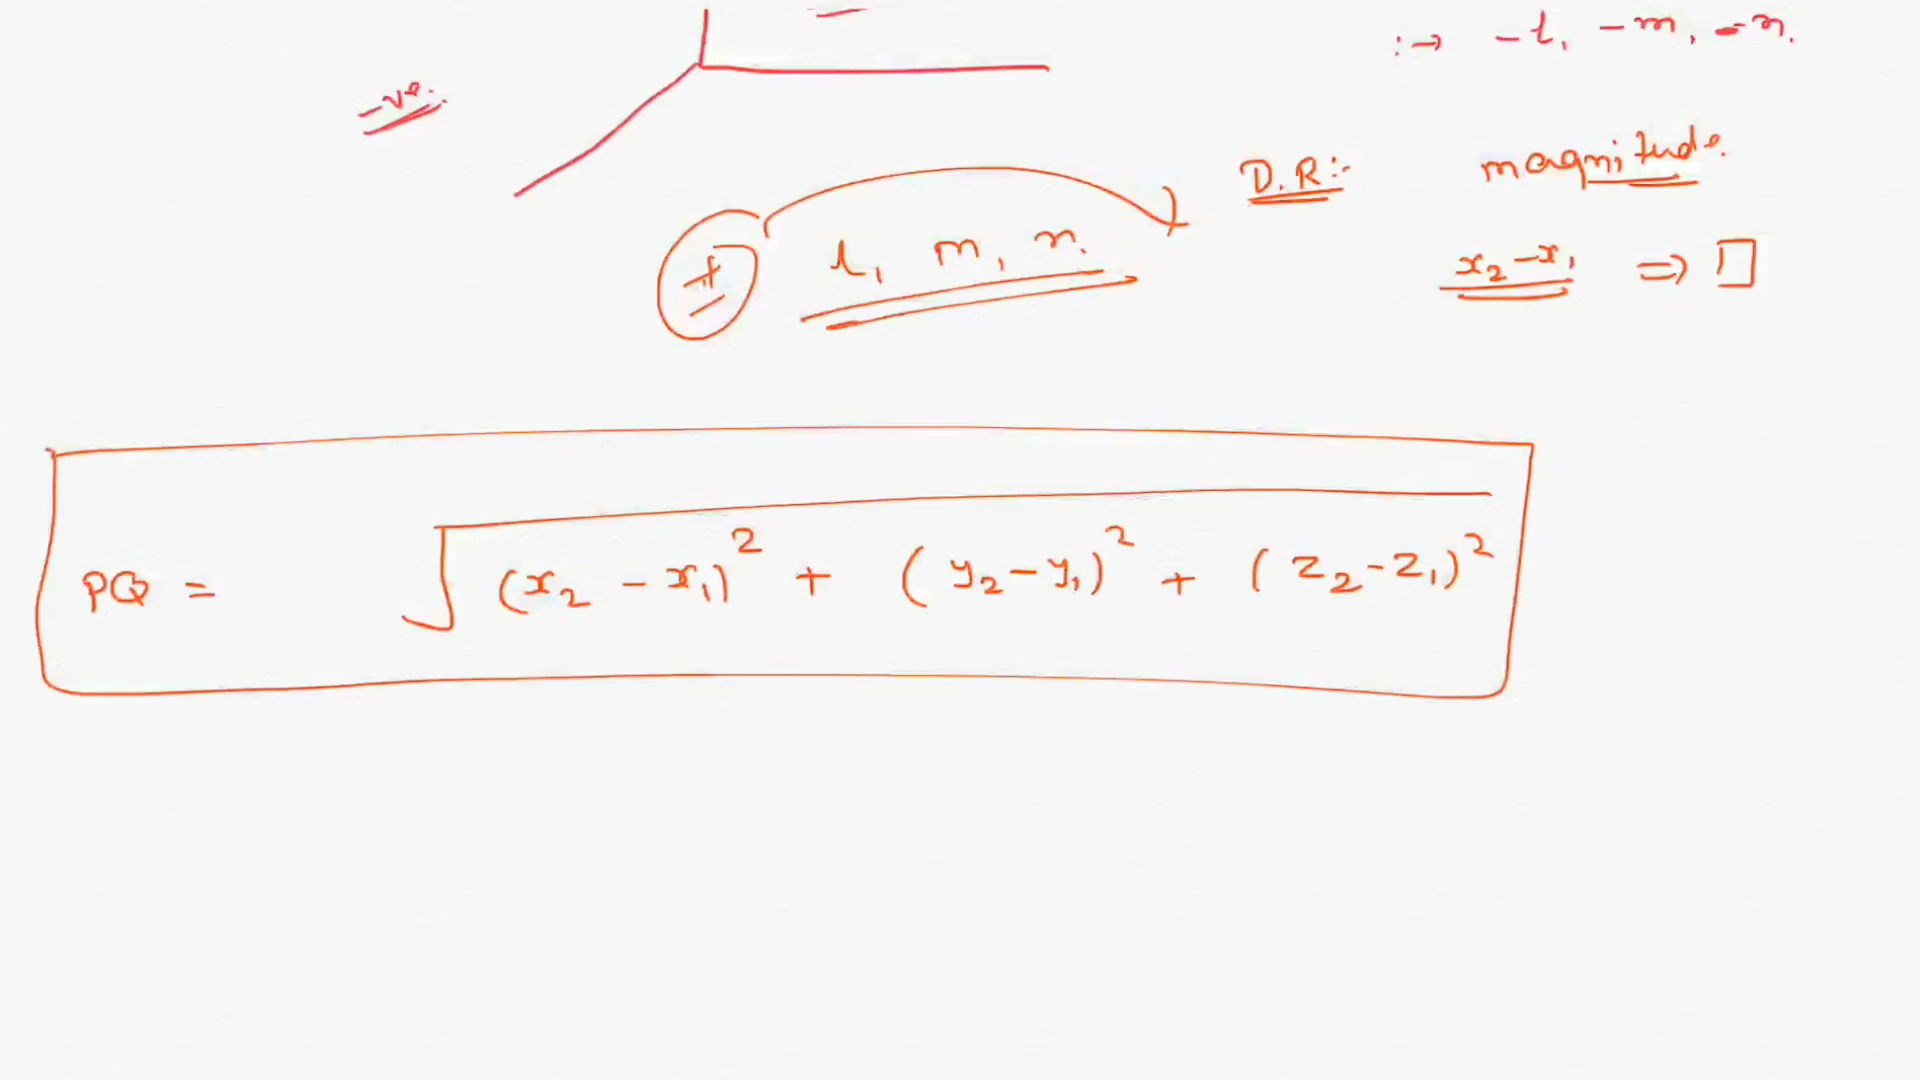 :→ -l, -m, -n.
-ve.
D.R:- magnitude.
± l, m, n.
x₂-x₁ ⇒ □
PQ = √(x₂ - x₁)² + (y₂-y₁)² + (z₂-z₁)²